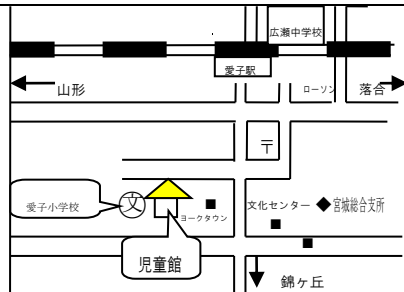 広瀬中学校
愛子駅
山形
ローソン
落合
〒
愛子小学校
文
ヨークタウン
文化センター
宮城総合支所
児童館
錦ヶ丘